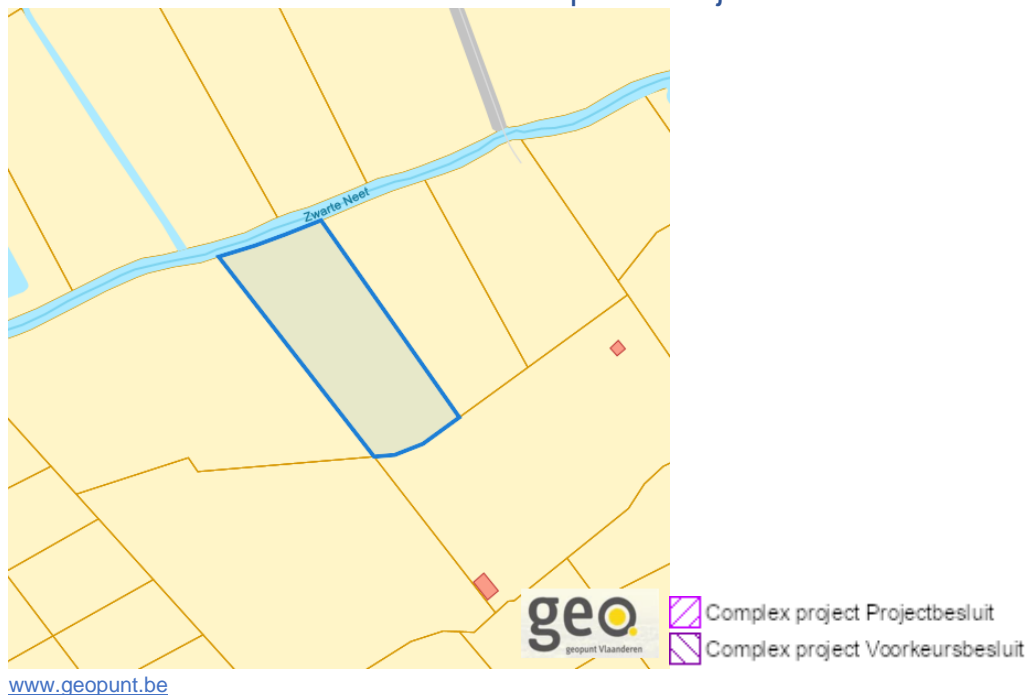 Zwarte Neet
geo
geopunt Vlaanderen
Complex project Projectbesluit
Complex project Voorkeursbesluit
www.geopunt.be